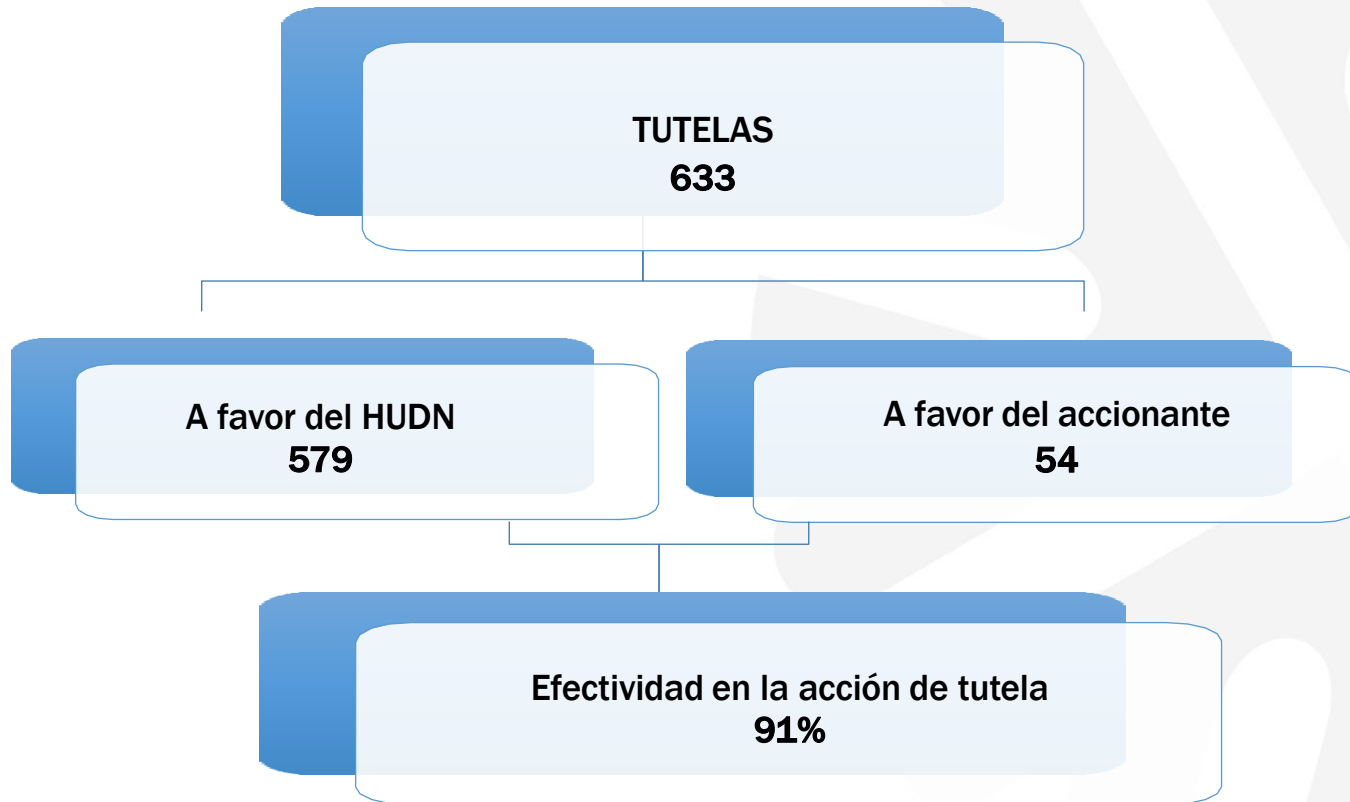 TUTELAS
633
A favor del HUDN
579
A favor del accionante
54
Efectividad en la acción de tutela
91%